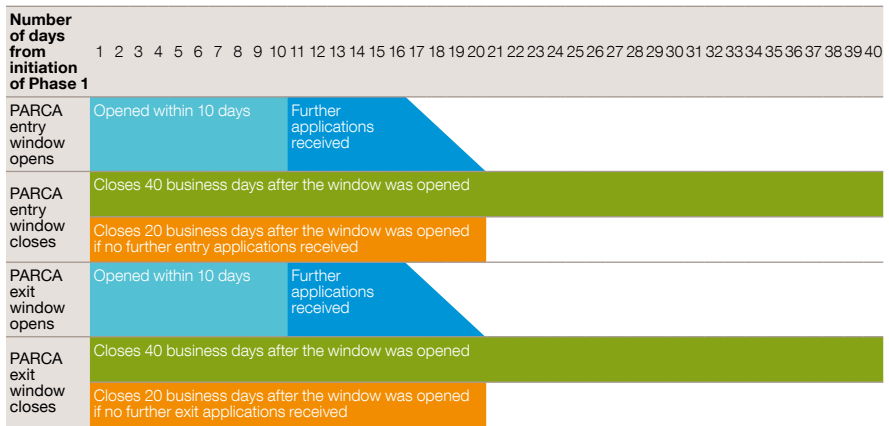 Number
of days
from
initiation
of Phase 1
1 2 3 4 5 6 7 8 9 10 11 12 13 14 15 16 17 18 19 20 21 22 23 24 25 26 27 28 29 30 31 32 33 34 35 36 37 38 39 40
PARCA
entry
window
opens
Opened within 10 days
Further
applications
received
PARCA
entry
window
closes
Closes 40 business days after the window was opened
Closes 20 business days after the window was opened
if no further entry applications received
PARCA
exit
window
opens
Opened within 10 days
Further
applications
received
PARCA
exit
window
closes
Closes 40 business days after the window was opened
Closes 20 business days after the window was opened
if no further exit applications received